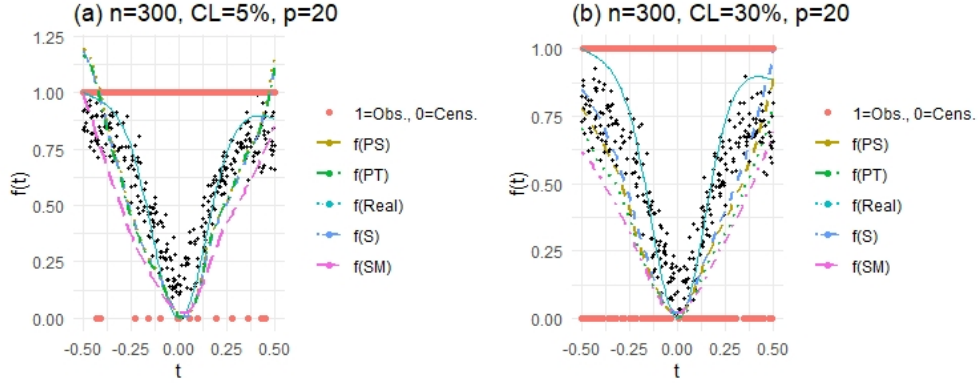 (a) n=300, CL=5%, p=20
1.25
1.00
0.75
0.50
0.25
0.00
f(t)
-0.50 -0.25 0.00 0.25 0.50
t
1=Obs., 0=Cens.
f(PS)
f(PT)
f(Real)
f(S)
f(SM)
(b) n=300, CL=30%, p=20
1.00
0.75
0.50
0.25
0.00
f(t)
-0.50 -0.25 0.00 0.25 0.50
t
1=Obs., 0=Cens.
f(PS)
f(PT)
f(Real)
f(S)
f(SM)